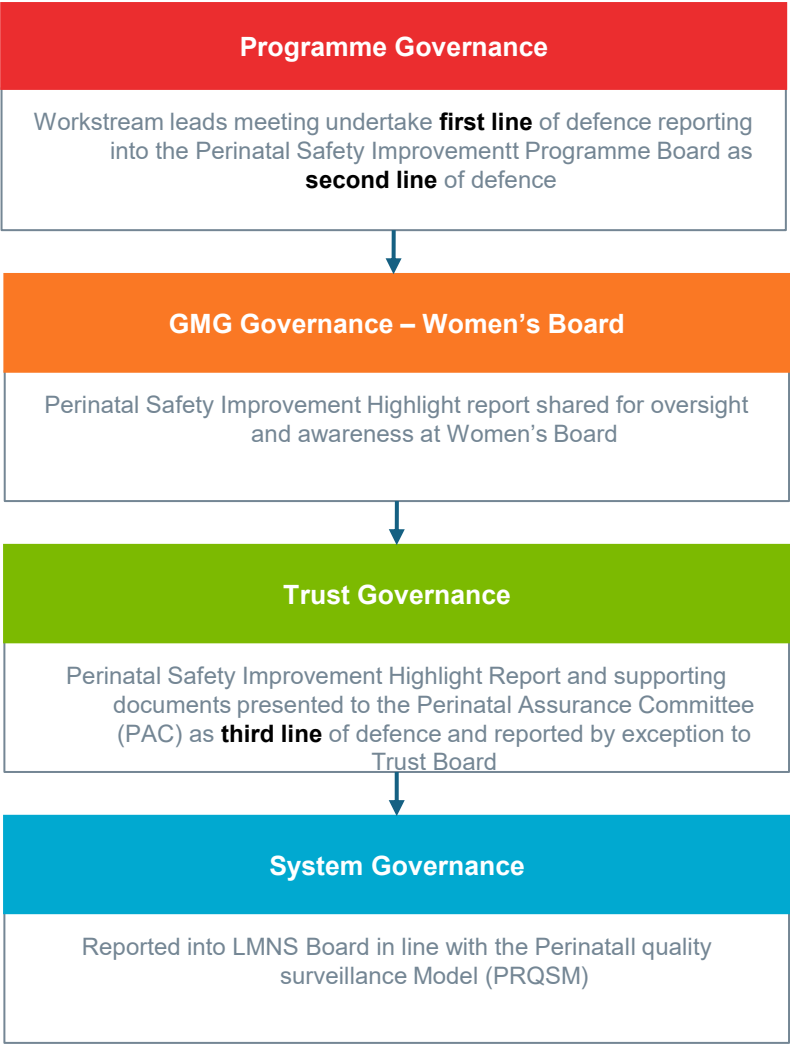 Programme Governance
Workstream leads meeting undertake first line of defence reporting
into the Perinatal Safety Improvementt Programme Board as
second line of defence
GMG Governance – Women’s Board
Perinatal Safety Improvement Highlight report shared for oversight
and awareness at Women’s Board
Trust Governance
Perinatal Safety Improvement Highlight Report and supporting
documents presented to the Perinatal Assurance Committee
(PAC) as third line of defence and reported by exception to
Trust Board
System Governance
Reported into LMNS Board in line with the Perinatall quality
surveillance Model (PRQSM)